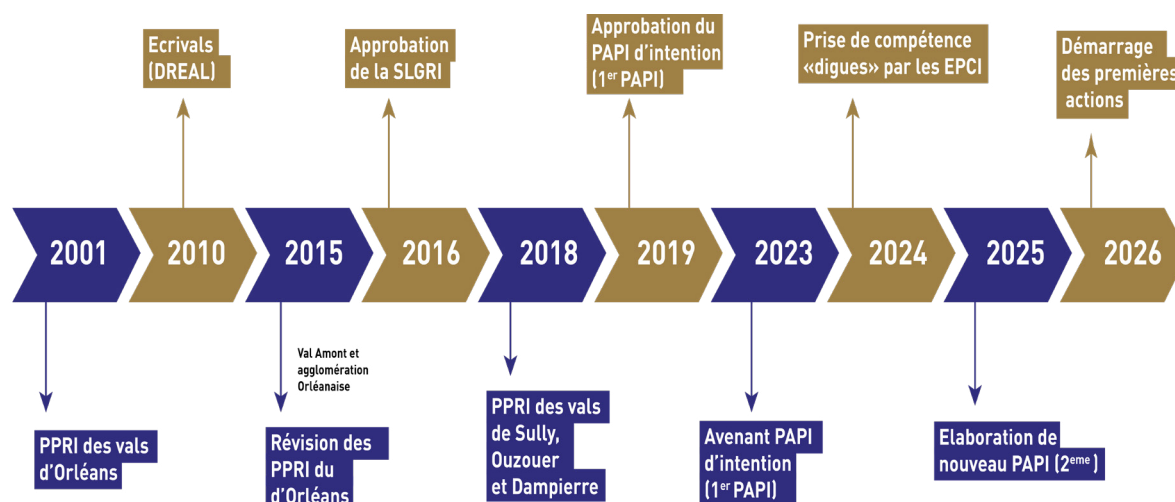 Ecrivals
(DREAL)
Approbation
de la SLGRI
Approbation du
PAPI d’intention
(1er PAPI)
Prise de compétence
«digues» par les EPCI
Démarrage
des premières
actions
2001
2010
2015
2016
2018
2019
2023
2024
2025
2026
PPRI des vals
d’Orléans
Val Amont et
agglomération
Orléanaise
Révision des
PPRI du
d’Orléans
PPRI des vals
de Sully,
Ouzouer
et Dampierre
Avenant PAPI
d’intention
(1er PAPI)
Elaboration de
nouveau PAPI (2eme )